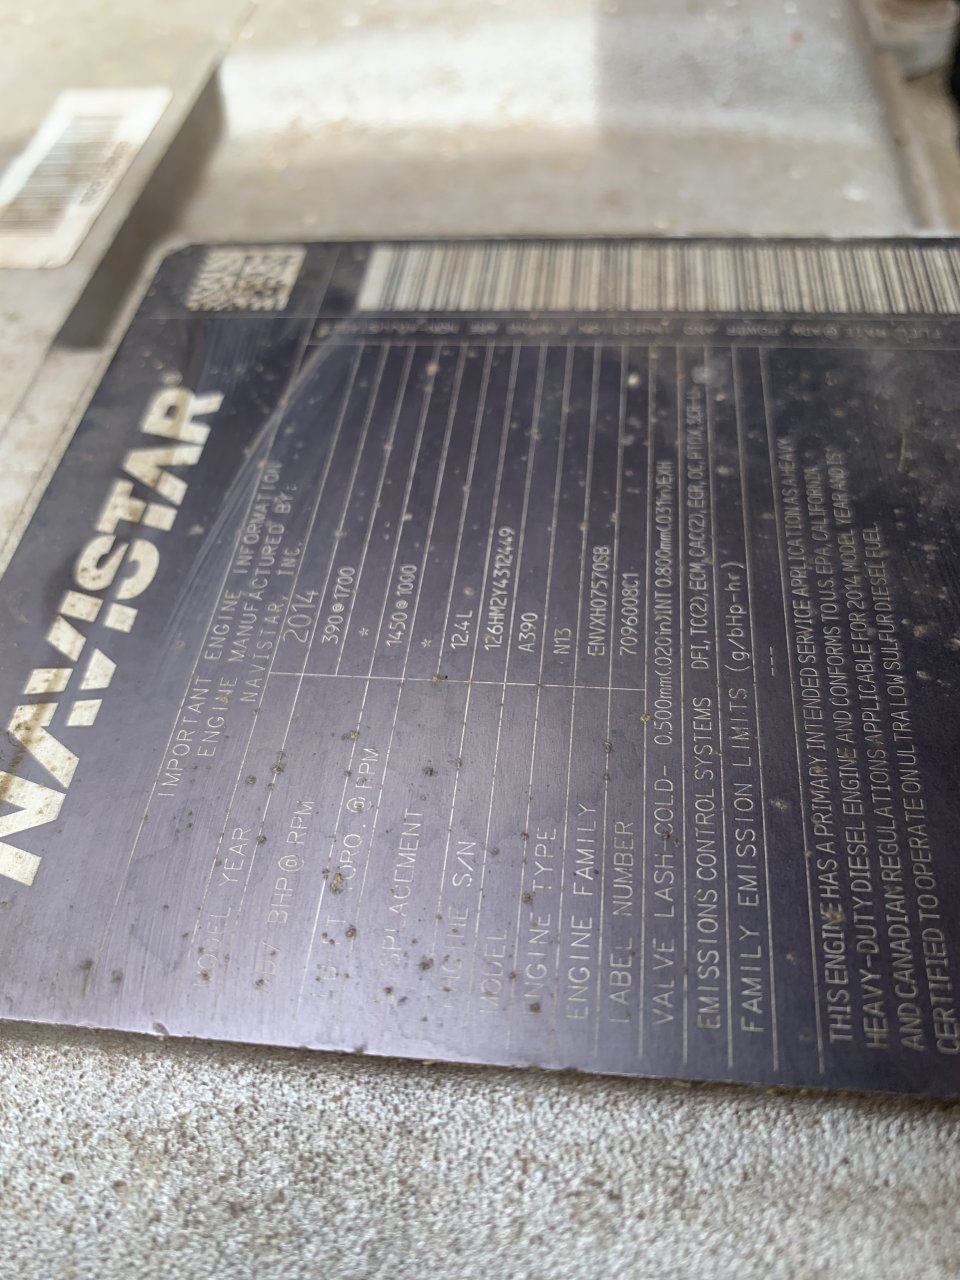 NAVISTAR®
IMPORTANT ENGINE INFORMATION
ENGINE MANUFACTURED BY:
NAVISTAR, INC.
MODEL YEAR 2014
BHP @ RPM 390@1700
*
TORQ. @ RPM 1450@1000
*
DISPLACEMENT 12.4L
ENGINE S/N 126HM2Y4312449
MODEL A390
ENGINE TYPE N13
ENGINE FAMILY ENVXH0757OSB
LABEL NUMBER 7096008C1
VALVE LASH-COLD- 0.500mm(.020in)INT 0.800mm(.031in)EXH
EMISSIONS CONTROL SYSTEMS DFI, TC(2), ECM, CAC(2), EGR, OC, PTOX,
FAMILY EMISSION LIMITS (g/bHp-hr)
---
THIS ENGINE HAS A PRIMARY INTENDED SERVICE APPLICATION AS A HEAVY
HEAVY-DUTY DIESEL ENGINE AND CONFORMS TO U.S. EPA, CALIFORNIA,
AND CANADIAN REGULATIONS APPLICABLE FOR 2014 MODEL YEAR AND IS
CERTIFIED TO OPERATE ON ULTRA LOW SULFUR DIESEL FUEL.